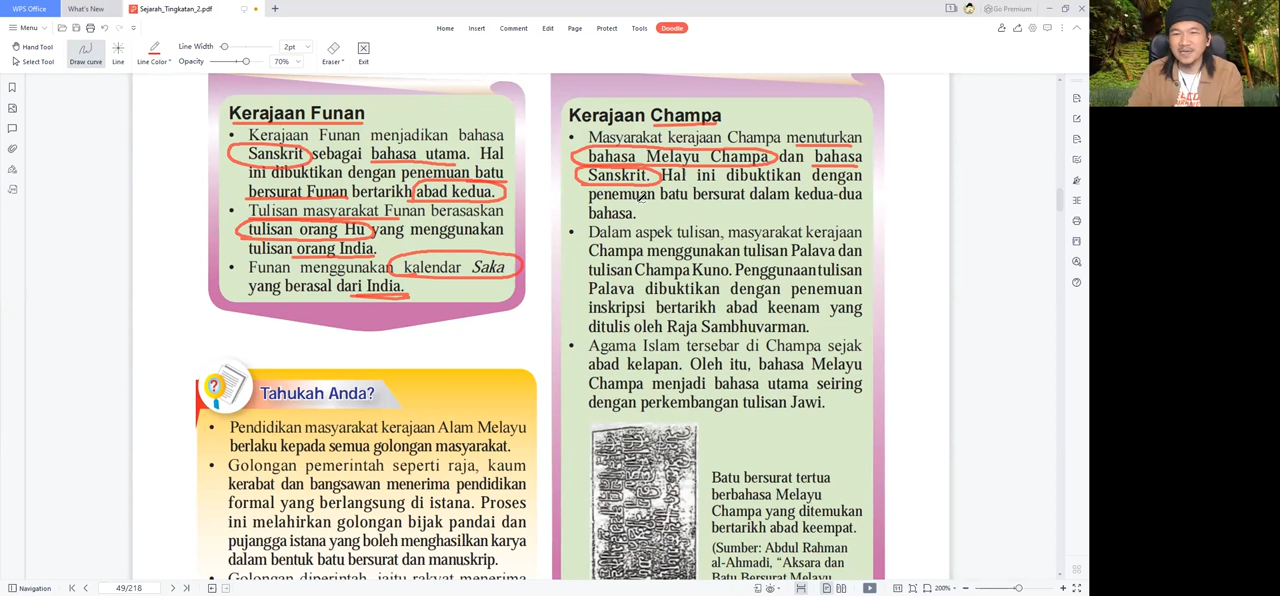 WPS Office
What's New
Sejarah_Tingkatan_2.pdf
Go Premium
Menu
Home
Insert
Comment
Edit
Page
Protect
Tools
Doodle
Hand Tool
Select Tool
Draw curve
Line
Line Color
Line Width
2pt
Opacity
70%
Eraser
Exit
Kerajaan Funan
• Kerajaan Funan menjadikan bahasa
Sanskrit sebagai bahasa utama. Hal
ini dibuktikan dengan penemuan batu
bersurat Funan bertarikh abad kedua.
• Tulisan masyarakat Funan berasaskan
tulisan orang Hu yang menggunakan
tulisan orang India.
• Funan menggunakan kalendar Saka
yang berasal dari India.
Tahukah Anda?
• Pendidikan masyarakat kerajaan Alam Melayu
berlaku kepada semua golongan masyarakat.
• Golongan pemerintah seperti raja, kaum
kerabat dan bangsawan menerima pendidikan
formal yang berlangsung di istana. Proses
ini melahirkan golongan bijak pandai dan
pujangga istana yang boleh menghasilkan karya
dalam bentuk batu bersurat dan manuskrip.
• Golongan diperintah, iaitu rakyat menerima
Kerajaan Champa
• Masyarakat kerajaan Champa menuturkan
bahasa Melayu Champa dan bahasa
Sanskrit. Hal ini dibuktikan dengan
penemuan batu bersurat dalam kedua-dua
bahasa.
• Dalam aspek tulisan, masyarakat kerajaan
Champa menggunakan tulisan Palava dan
tulisan Champa Kuno. Penggunaan tulisan
Palava dibuktikan dengan penemuan
inskripsi bertarikh abad keenam yang
ditulis oleh Raja Sambhuvarman.
• Agama Islam tersebar di Champa sejak
abad kelapan. Oleh itu, bahasa Melayu
Champa menjadi bahasa utama seiring
dengan perkembangan tulisan Jawi.
Batu bersurat tertua
berbahasa Melayu
Champa yang ditemukan
bertarikh abad keempat.
(Sumber: Abdul Rahman
al-Ahmadi, "Aksara dan
Batu Bersurat Melayu
Navigation
49/218
200%